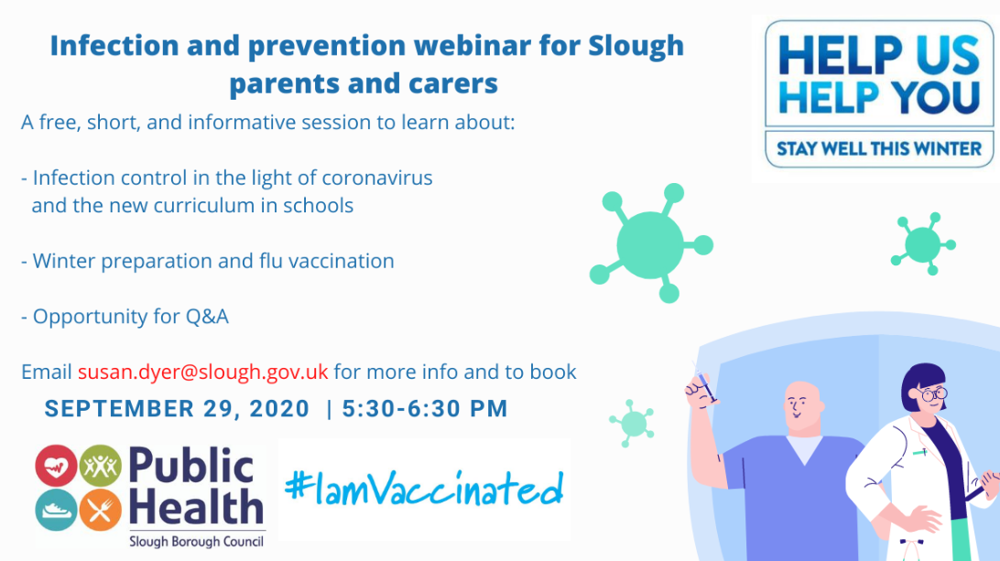 Infection and prevention webinar for Slough
parents and carers
HELP US
HELP YOU
STAY WELL THIS WINTER
A free, short, and informative session to learn about:
- Infection control in the light of coronavirus
and the new curriculum in schools
- Winter preparation and flu vaccination
- Opportunity for Q&A
Email susan.dyer@slough.gov.uk for more info and to book
SEPTEMBER 29, 2020 | 5:30-6:30 PM
Public
Health
Slough Borough Council
#IamVaccinated